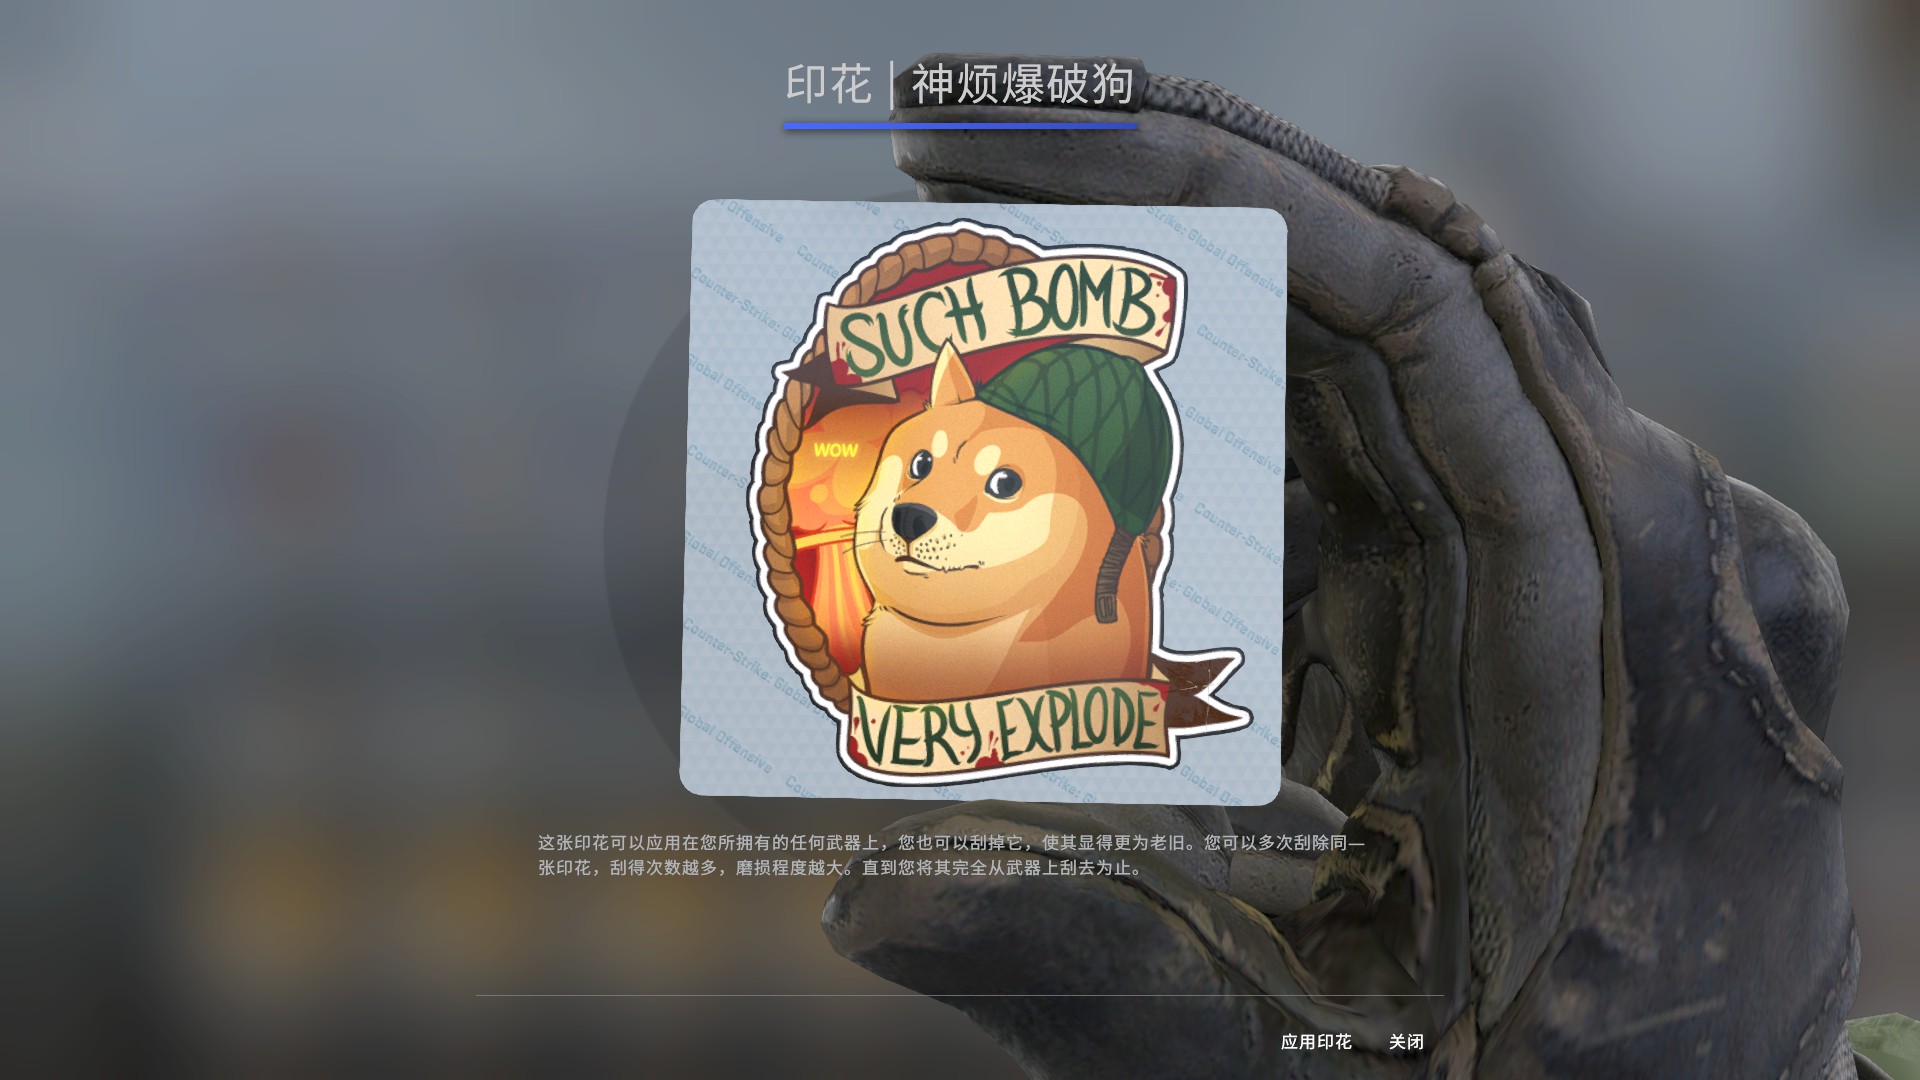 印花 | 神烦爆破狗
SUCH BOMB
WOW
VERY EXPLODE
Counter-Strike: Global Offensive
这张印花可以应用在您所拥有的任何武器上，您也可以刮掉它，使其显得更为老旧。您可以多次刮除同一
张印花，刮得次数越多，磨损程度越大。直到您将其完全从武器上刮去为止。
应用印花 关闭